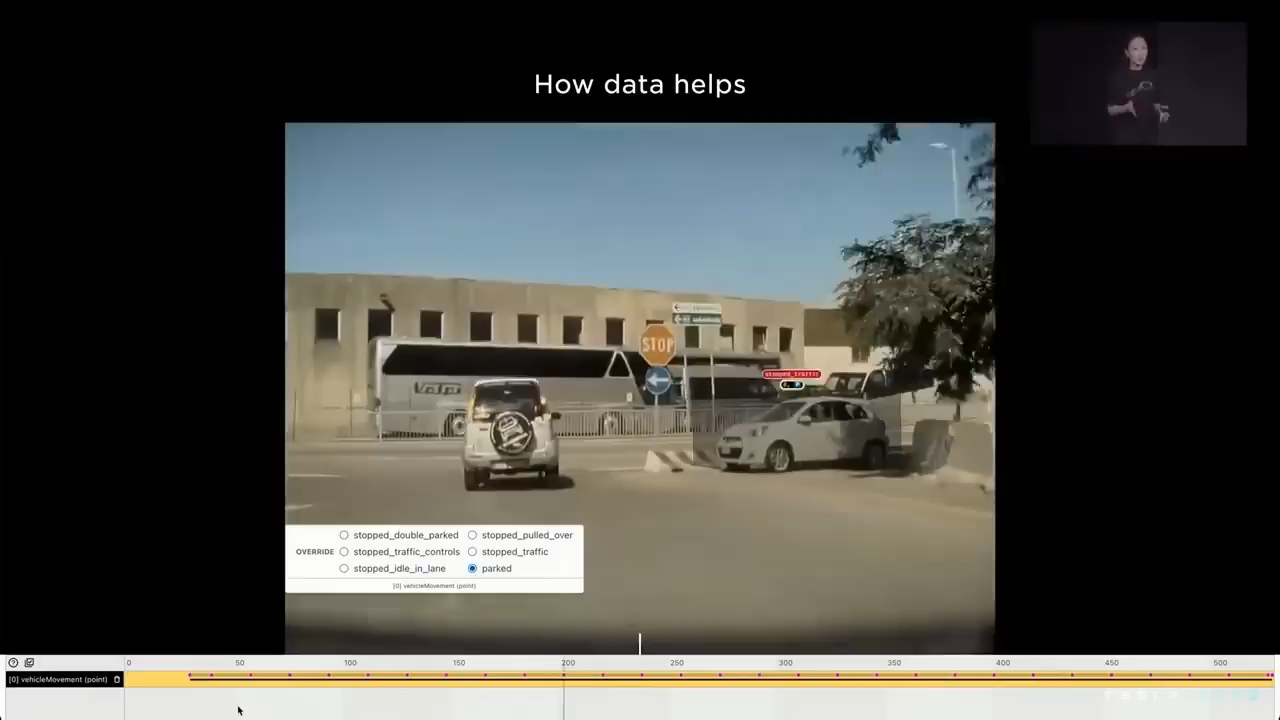 How data helps
STOP
stopped_traffic
OVERRIDE
stopped_double_parked
stopped_pulled_over
stopped_traffic_controls
stopped_traffic
stopped_idle_in_lane
parked
[0] vehicleMovement (point)
0 50 100 150 200 250 300 350 400 450 500
[0] vehicleMovement (point)